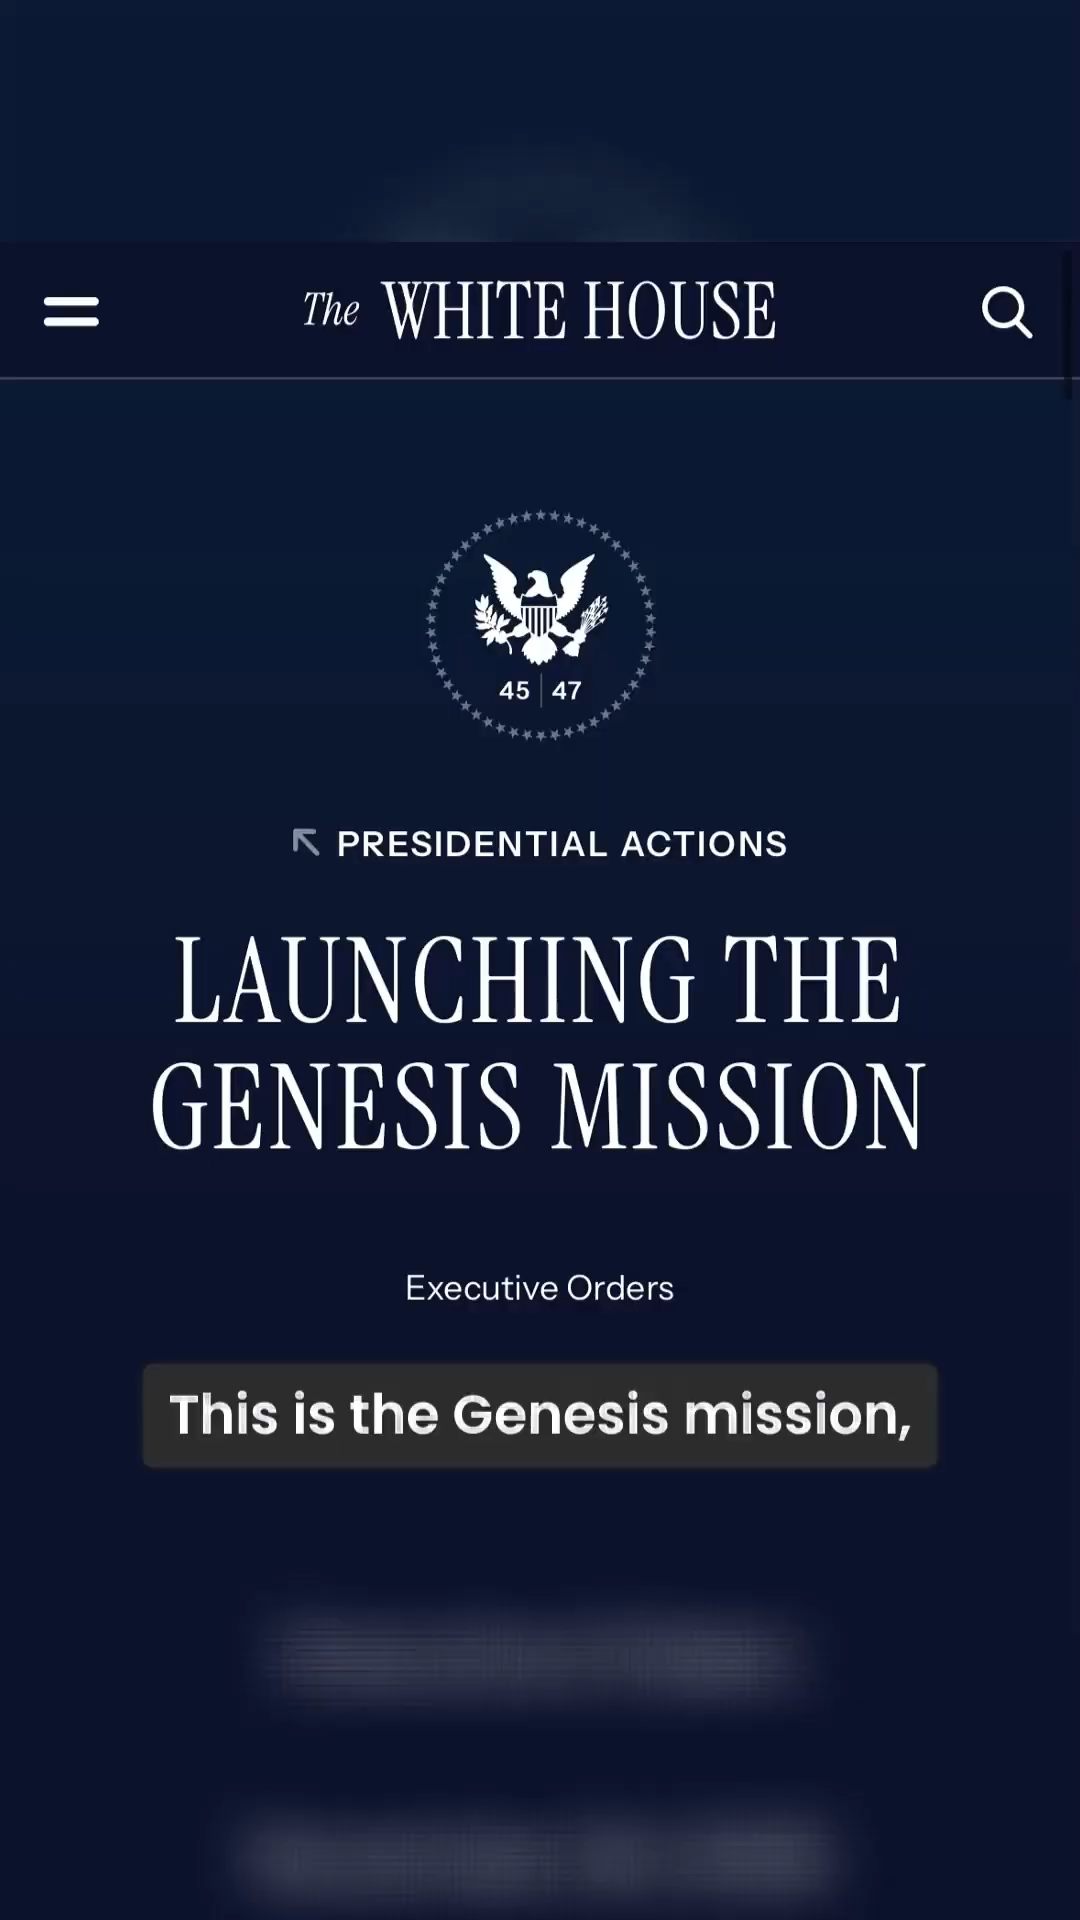 The WHITE HOUSE
45 | 47
PRESIDENTIAL ACTIONS
LAUNCHING THE
GENESIS MISSION
Executive Orders
This is the Genesis mission,